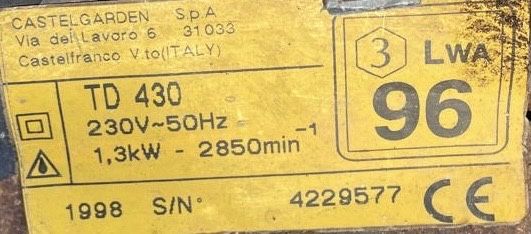 CASTELGARDEN S.p.A
Via del Lavoro 6 31033
Castelfranco V.to(ITALY)
TD 430
230V~50Hz
1,3kW - 2850min⁻¹
3 LWA
96
1998 S/N° 4229577 CE